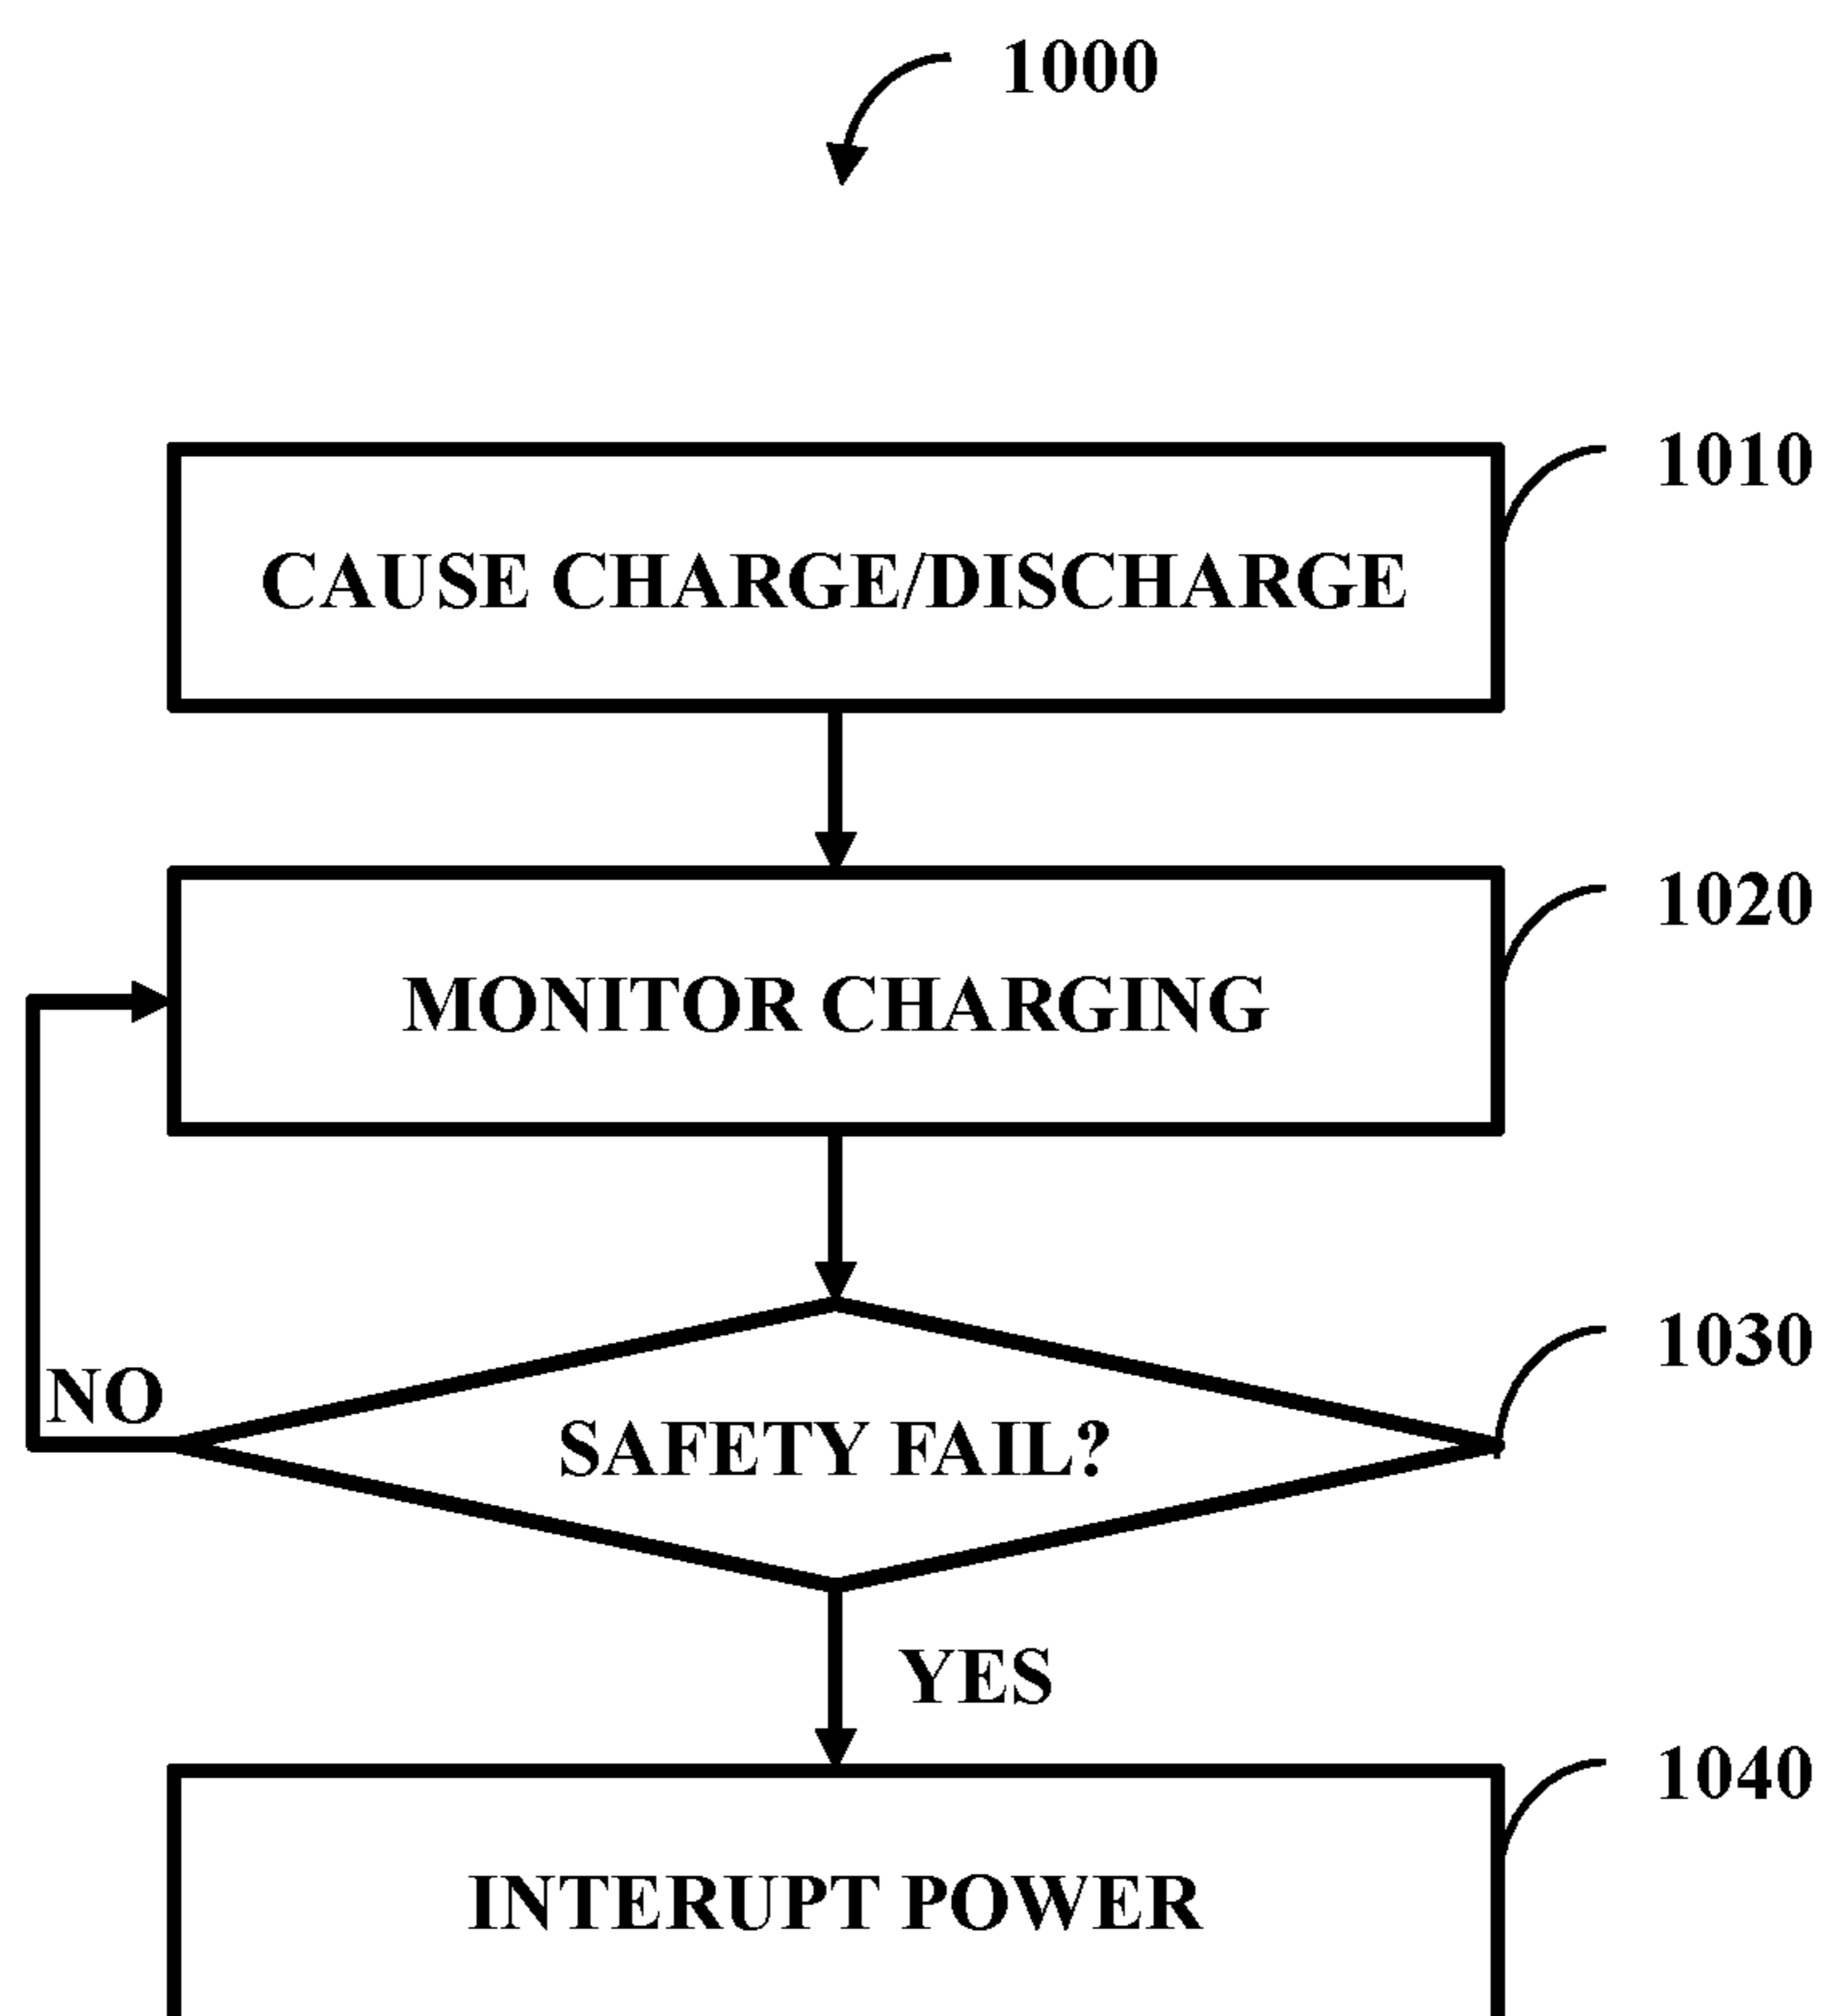 1000
1010
CAUSE CHARGE/DISCHARGE
1020
MONITOR CHARGING
1030
NO
SAFETY FAIL?
YES
1040
INTERUPT POWER